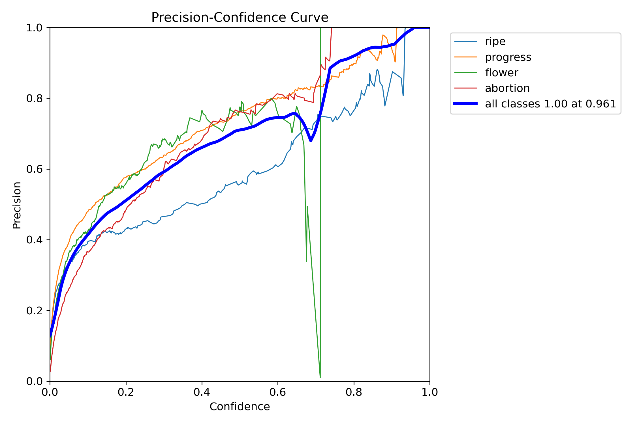 Precision-Confidence Curve
1.0
0.8
0.6
0.4
0.2
0.0
Precision
0.0 0.2 0.4 0.6 0.8 1.0
Confidence
ripe
progress
flower
abortion
all classes 1.00 at 0.961